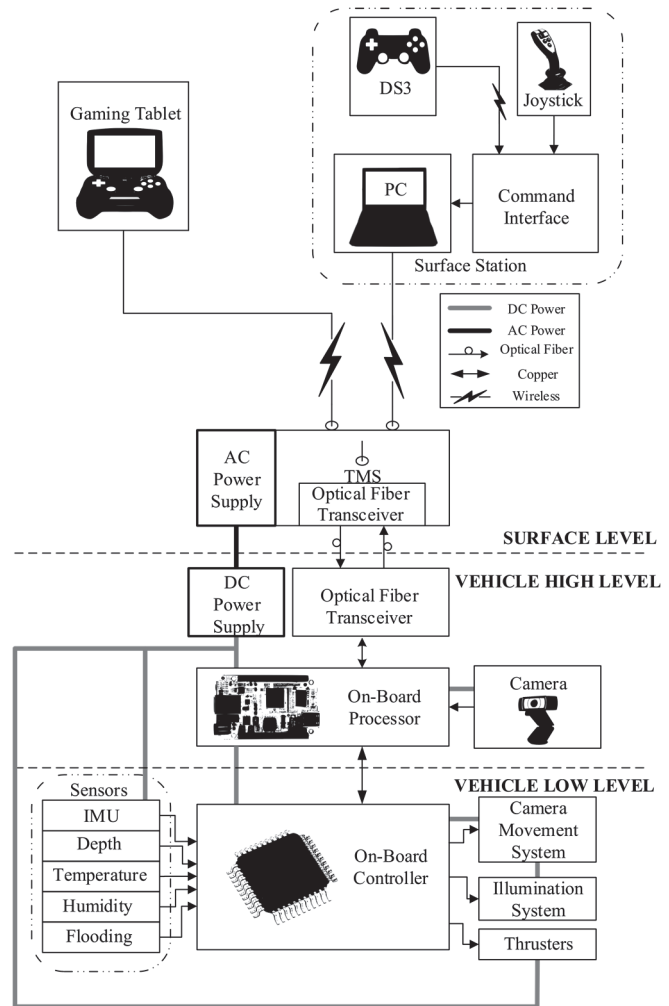 Gaming Tablet
DS3
Joystick
PC
Command
Interface
Surface Station
DC Power
AC Power
Optical Fiber
Copper
Wireless
AC
Power
Supply
TMS
Optical Fiber
Transceiver
SURFACE LEVEL
VEHICLE HIGH LEVEL
DC
Power
Supply
Optical Fiber
Transceiver
On-Board
Processor
Camera
VEHICLE LOW LEVEL
Sensors
IMU
Depth
Temperature
Humidity
Flooding
On-Board
Controller
Camera
Movement
System
Illumination
System
Thrusters